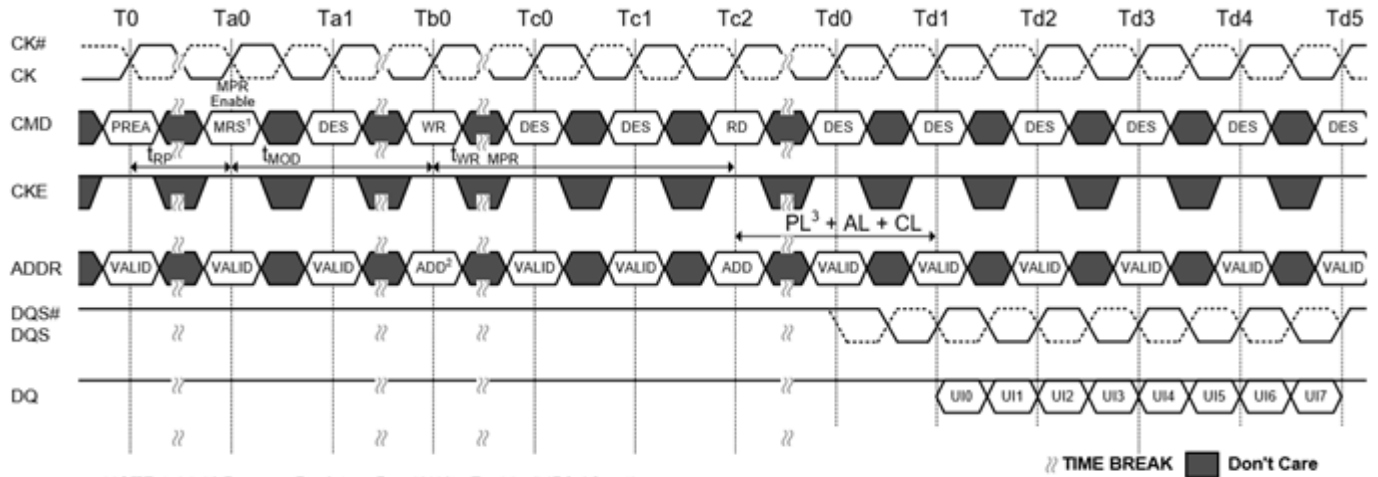 T0 Ta0 Ta1 Tb0 Tc0 Tc1 Tc2 Td0 Td1 Td2 Td3 Td4 Td5
CK#
CK
MPR
Enable
CMD PREA MRS¹ DES WR DES DES RD DES DES DES DES DES DES
tRP tMOD tWR_MPR
CKE
PL³ + AL + CL
ADDR VALID VALID VALID ADD² VALID VALID ADD VALID VALID VALID VALID VALID VALID
DQS#
DQS
DQ UI0 UI1 UI2 UI3 UI4 UI5 UI6 UI7
TIME BREAK Don't Care